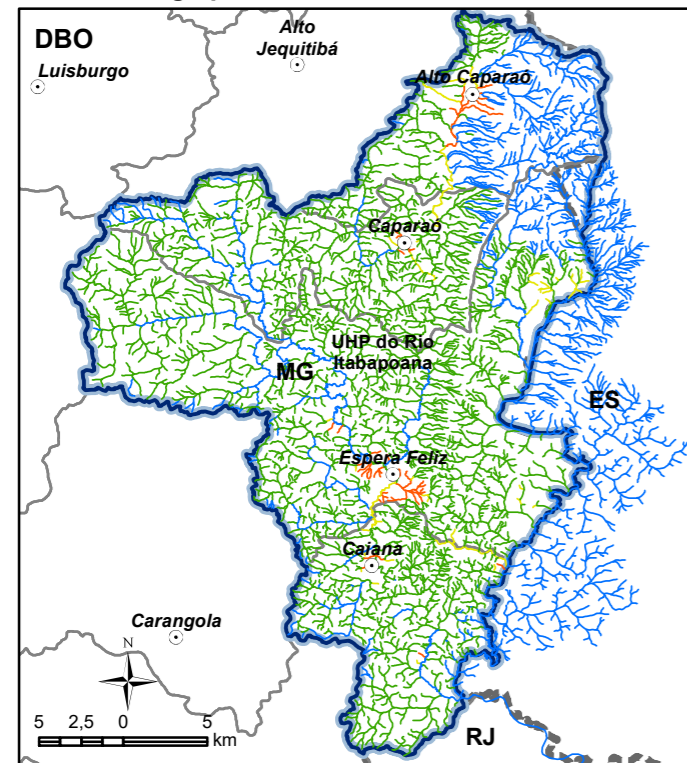 DBO
Alto
Jequitibá
Luisburgo
Alto Caparaó
Caparaó
UHP do Rio
Itabapoana
MG
ES
Espera Feliz
Caiana
Carangola
N
5 2,5 0 5
km
RJ